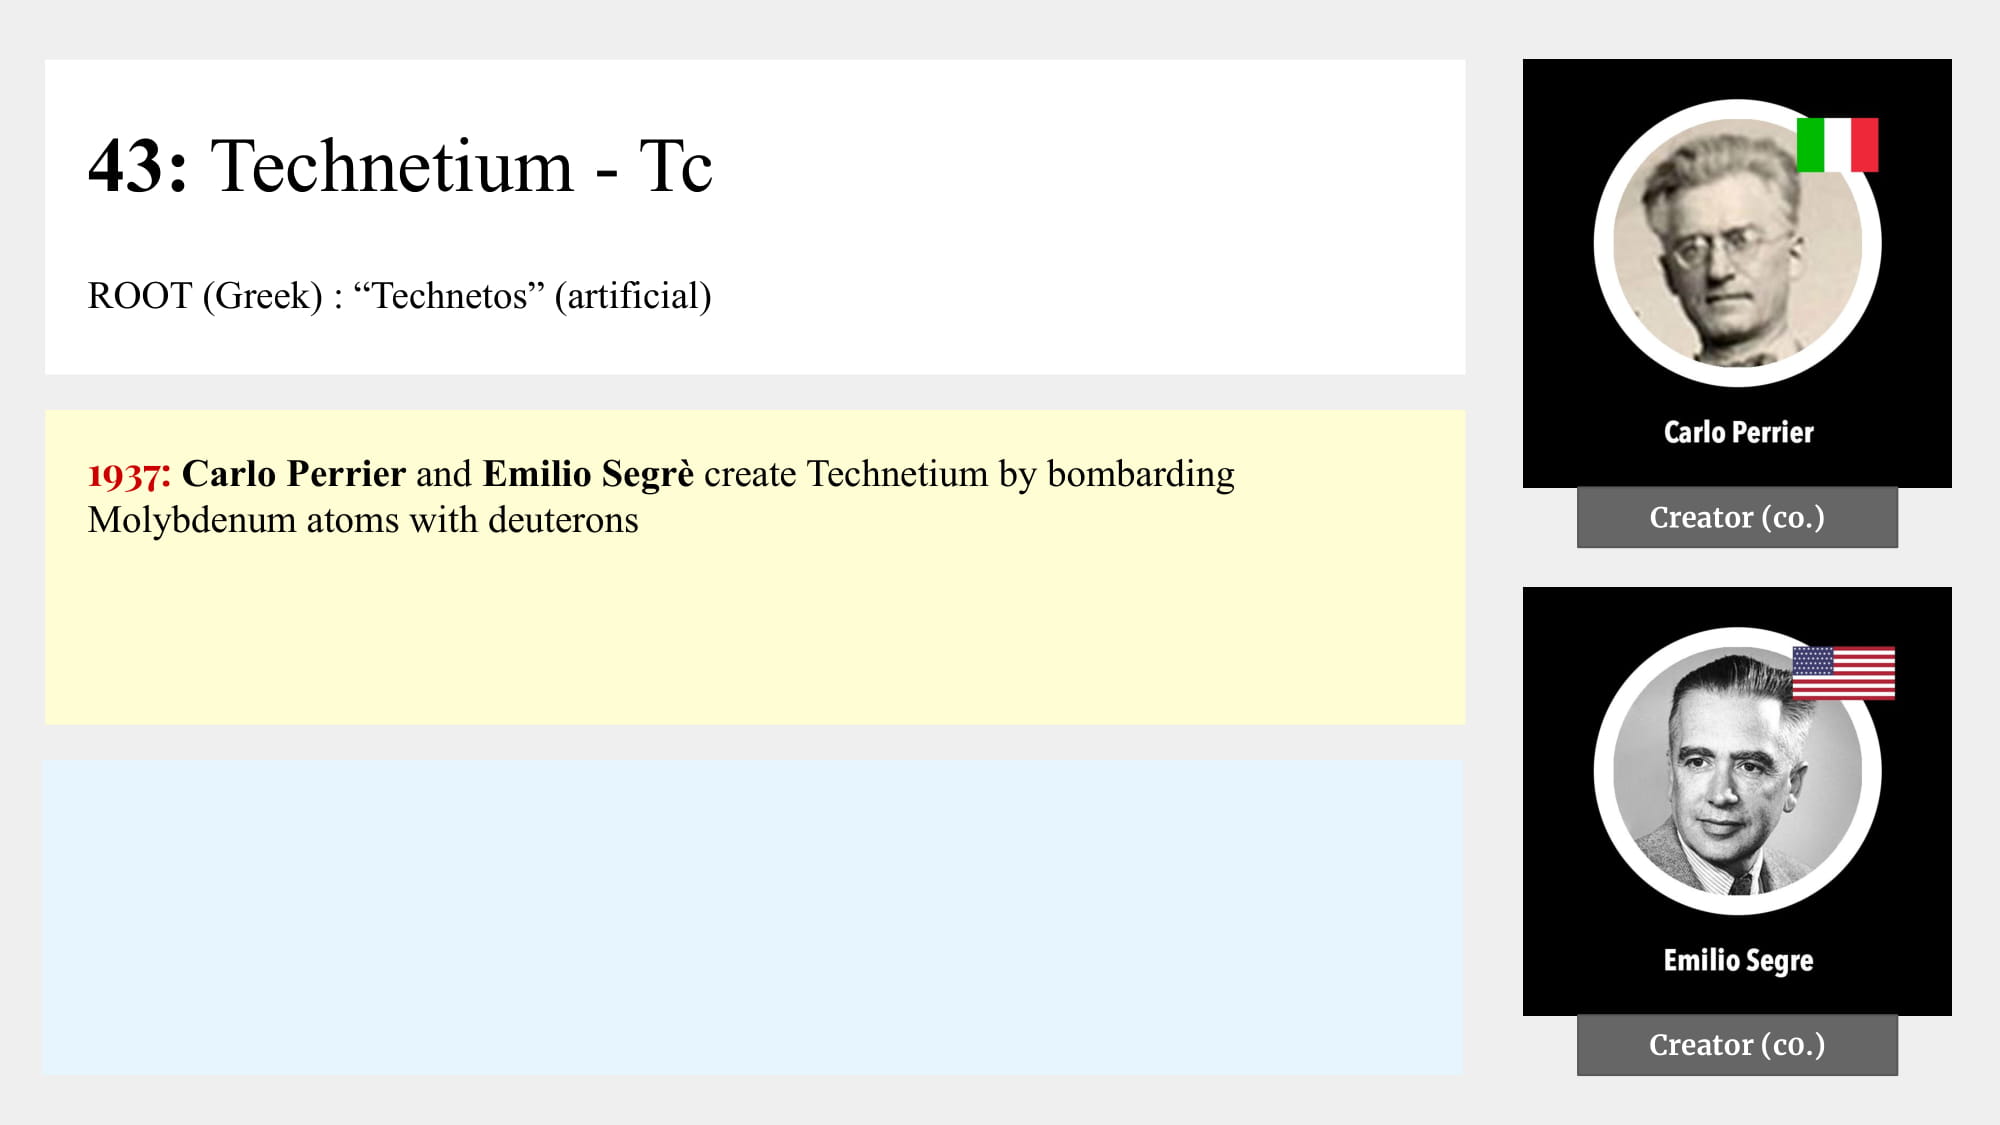 43: Technetium - Tc
ROOT (Greek) : “Technetos” (artificial)
1937: Carlo Perrier and Emilio Segrè create Technetium by bombarding
Molybdenum atoms with deuterons
Carlo Perrier
Creator (co.)
Emilio Segre
Creator (co.)